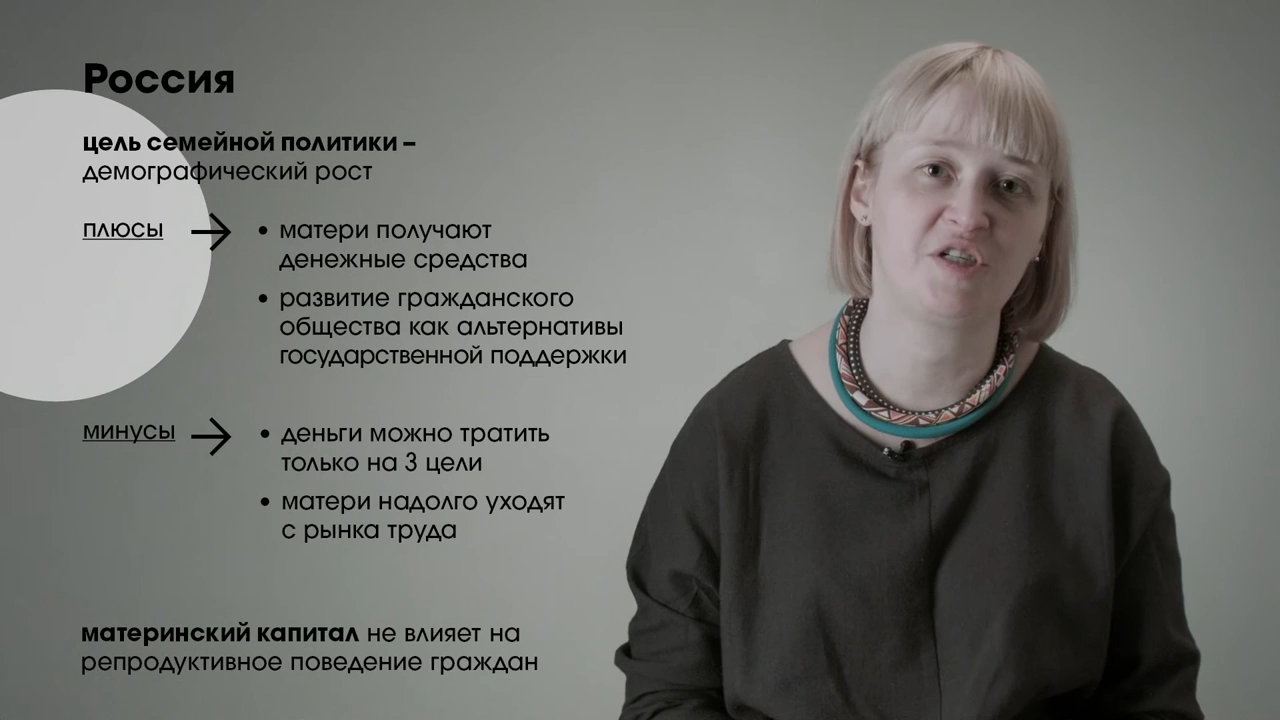 Россия
цель семейной политики –
демографический рост
плюсы
• матери получают
денежные средства
• развитие гражданского
общества как альтернативы
государственной поддержки
минусы
• деньги можно тратить
только на 3 цели
• матери надолго уходят
с рынка труда
материнский капитал не влияет на
репродуктивное поведение граждан